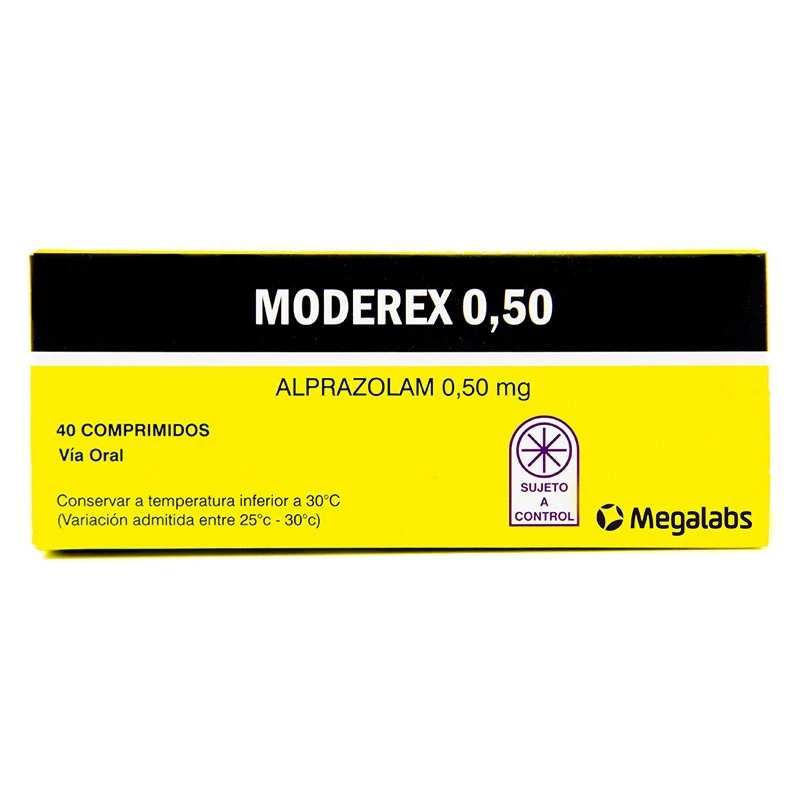 MODEREX 0,50
ALPRAZOLAM 0,50 mg
40 COMPRIMIDOS
Vía Oral
Conservar a temperatura inferior a 30°C
(Variación admitida entre 25°c - 30°c)
SUJETO
A
CONTROL
Megalabs